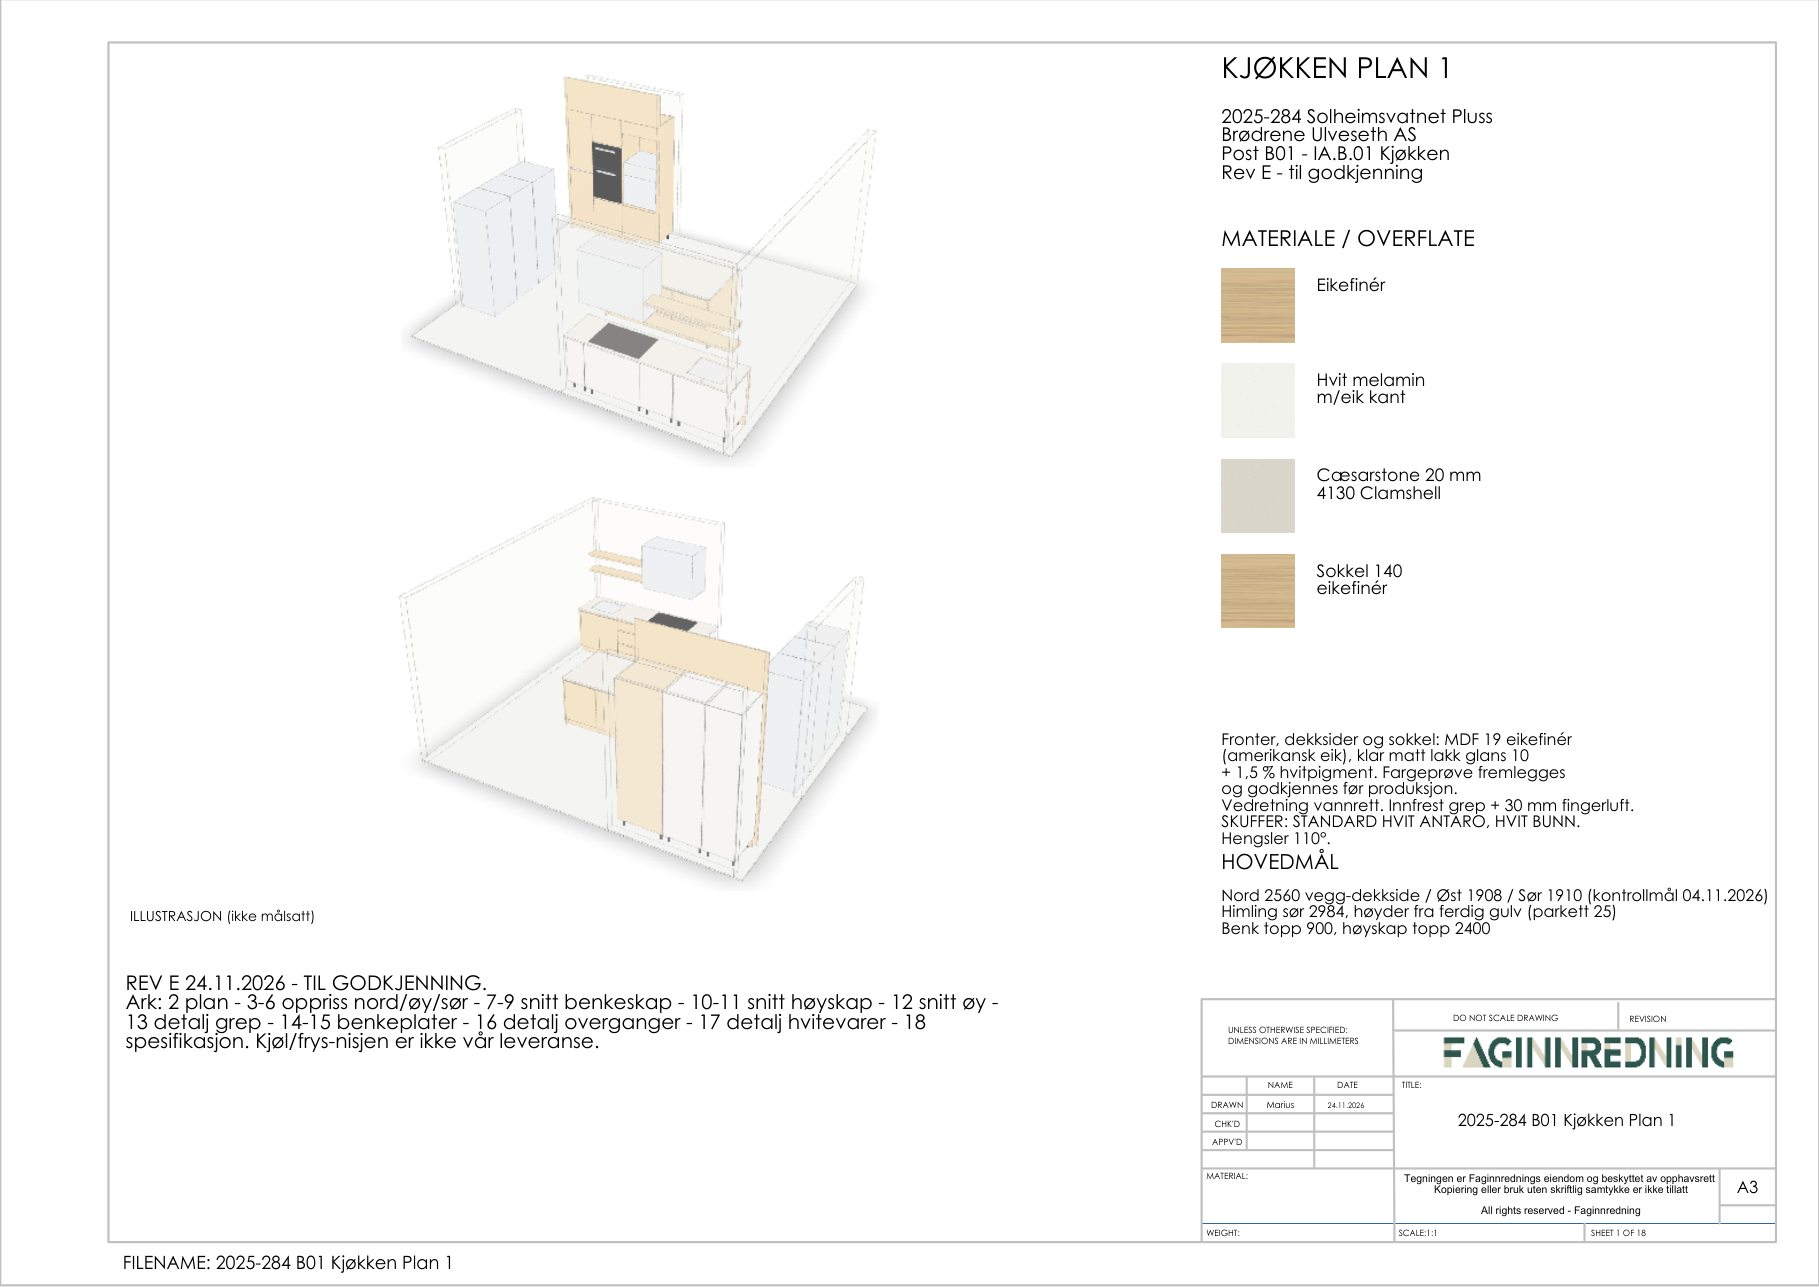 KJØKKEN PLAN 1
2025-284 Solheimsvatnet Pluss
Brødrene Ulveseth AS
Post B01 - IA.B.01 Kjøkken
Rev E - til godkjenning
MATERIALE / OVERFLATE
Eikefinér
Hvit melamin
m/eik kant
Cæsarstone 20 mm
4130 Clamshell
Sokkel 140
eikefinér
Fronter, dekksider og sokkel: MDF 19 eikefinér
(amerikansk eik), klar matt lakk glans 10
+ 1,5 % hvitpigment. Fargeprøve fremlegges
og godkjennes før produksjon.
Vedretning vannrett. Innfrest grep + 30 mm fingerluft.
SKUFFER: STANDARD HVIT ANTARO, HVIT BUNN.
Hengsler 110°.
HOVEDMÅL
Nord 2560 vegg-dekkside / Øst 1908 / Sør 1910 (kontrollmål 04.11.2026)
Himling sør 2984, høyder fra ferdig gulv (parkett 25)
Benk topp 900, høyskap topp 2400
ILLUSTRASJON (ikke målsatt)
REV E 24.11.2026 - TIL GODKJENNING.
Ark: 2 plan - 3-6 oppriss nord/øy/sør - 7-9 snitt benkeskap - 10-11 snitt høyskap - 12 snitt øy -
13 detalj grep - 14-15 benkeplater - 16 detalj overganger - 17 detalj hvitevarer - 18
spesifikasjon. Kjøl/frys-nisjen er ikke vår leveranse.
UNLESS OTHERWISE SPECIFIED:
DIMENSIONS ARE IN MILLIMETERS
DO NOT SCALE DRAWING
REVISION
FAGINNREDNING
NAME
DATE
TITLE:
DRAWN
Marius
24.11.2026
CHK'D
APPV'D
2025-284 B01 Kjøkken Plan 1
MATERIAL:
Tegningen er Faginnrednings eiendom og beskyttet av opphavsrett
Kopiering eller bruk uten skriftlig samtykke er ikke tillatt
All rights reserved - Faginnredning
A3
WEIGHT:
SCALE:1:1
SHEET 1 OF 18
FILENAME: 2025-284 B01 Kjøkken Plan 1